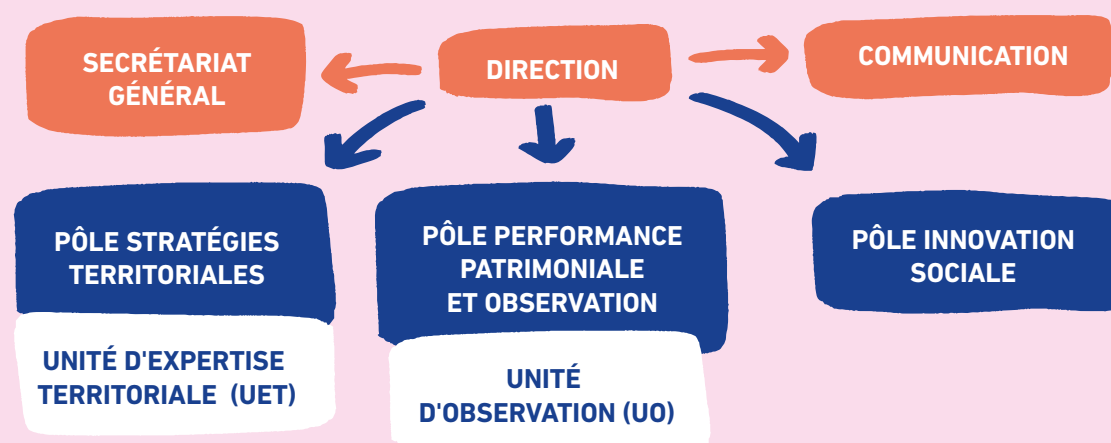 SECRÉTARIAT
GÉNÉRAL
DIRECTION
COMMUNICATION
PÔLE STRATÉGIES
TERRITORIALES
UNITÉ D'EXPERTISE
TERRITORIALE (UET)
PÔLE PERFORMANCE
PATRIMONIALE
ET OBSERVATION
UNITÉ
D'OBSERVATION (UO)
PÔLE INNOVATION
SOCIALE